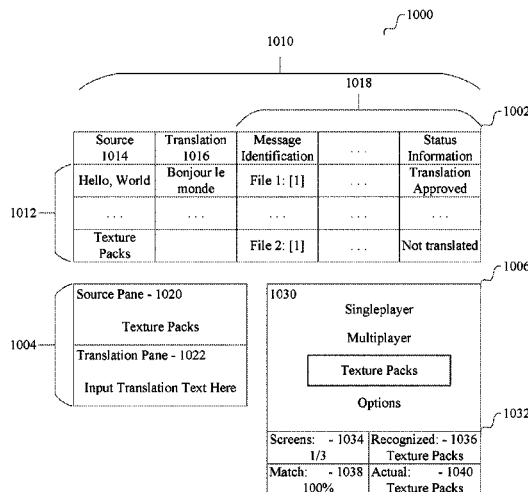 1000
1010
1018
1002
Source 1014 Translation 1016 Message Identification . . . Status Information
Hello, World Bonjour le monde File 1: [1] . . . Translation Approved
1012
. . . . . . . . . . . . . . .
Texture Packs File 2: [1] . . . Not translated
1006
1004
Source Pane - 1020
Texture Packs
Translation Pane - 1022
Input Translation Text Here
1030
Singleplayer
Multiplayer
Texture Packs
Options
1032
Screens: - 1034 Recognized: - 1036
1/3 Texture Packs
Match: - 1038 Actual: - 1040
100% Texture Packs